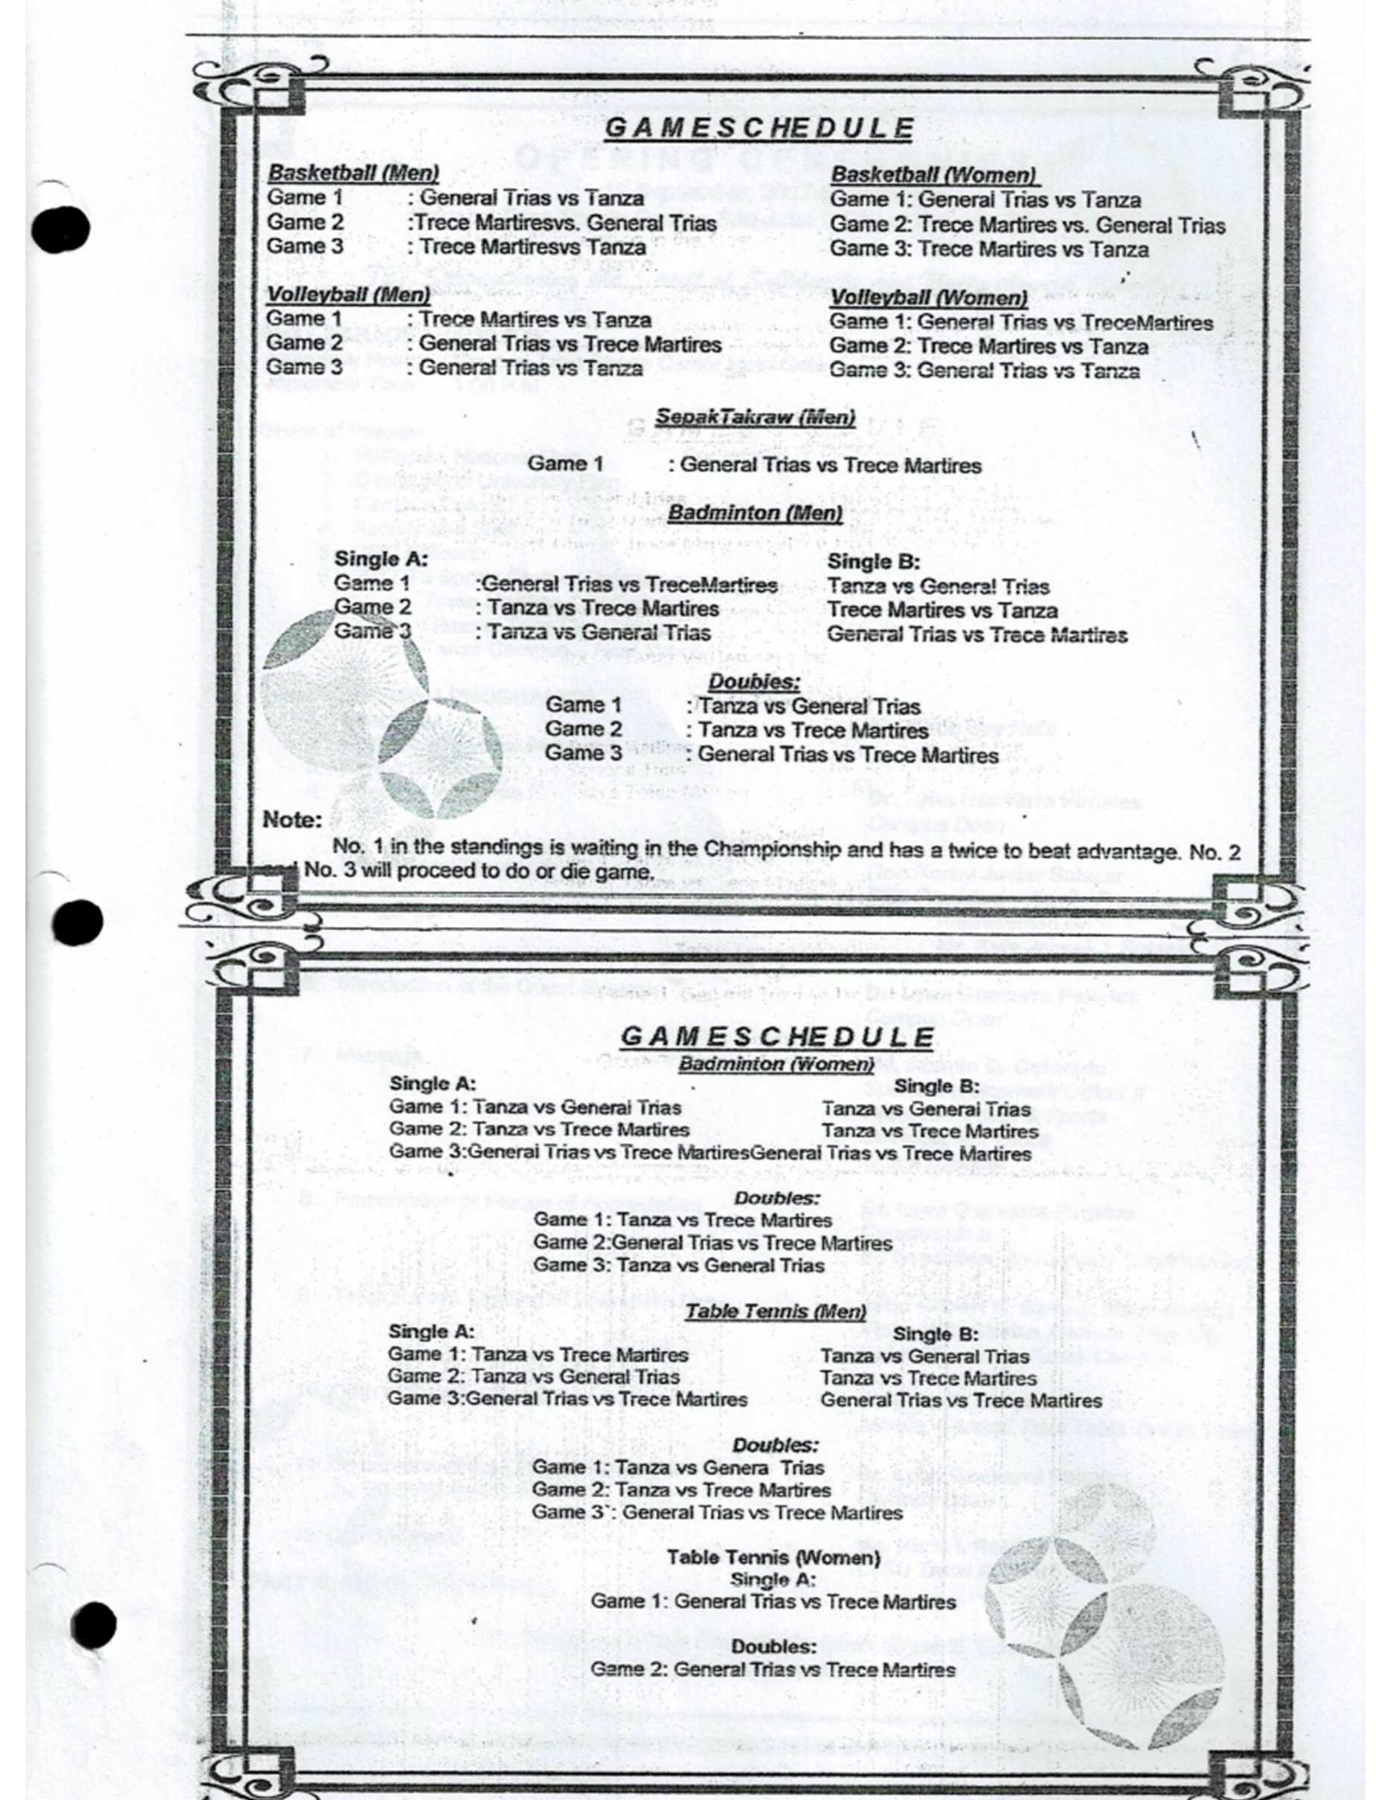 GAMESCHEDULE
Basketball (Men)
Game 1 : General Trias vs Tanza
Game 2 :Trece Martiresvs. General Trias
Game 3 : Trece Martiresvs Tanza
Basketball (Women)
Game 1: General Trias vs Tanza
Game 2: Trece Martires vs. General Trias
Game 3: Trece Martires vs Tanza
Volleyball (Men)
Game 1 : Trece Martires vs Tanza
Game 2 : General Trias vs Trece Martires
Game 3 : General Trias vs Tanza
Volleyball (Women)
Game 1: General Trias vs TreceMartires
Game 2: Trece Martires vs Tanza
Game 3: General Trias vs Tanza
SepakTakraw (Men)
Game 1 : General Trias vs Trece Martires
Badminton (Men)
Single A:
Game 1 :General Trias vs TreceMartires
Game 2 : Tanza vs Trece Martires
Game 3 : Tanza vs General Trias
Single B:
Tanza vs General Trias
Trece Martires vs Tanza
General Trias vs Trece Martires
Doubles:
Game 1 : Tanza vs General Trias
Game 2 : Tanza vs Trece Martires
Game 3 : General Trias vs Trece Martires
Note:
No. 1 in the standings is waiting in the Championship and has a twice to beat advantage. No. 2
No. 3 will proceed to do or die game.
GAMESCHEDULE
Badminton (Women)
Single A: Single B:
Game 1: Tanza vs General Trias Tanza vs General Trias
Game 2: Tanza vs Trece Martires Tanza vs Trece Martires
Game 3:General Trias vs Trece MartiresGeneral Trias vs Trece Martires
Doubles:
Game 1: Tanza vs Trece Martires
Game 2:General Trias vs Trece Martires
Game 3: Tanza vs General Trias
Table Tennis (Men)
Single A: Single B:
Game 1: Tanza vs Trece Martires Tanza vs General Trias
Game 2: Tanza vs General Trias Tanza vs Trece Martires
Game 3:General Trias vs Trece Martires General Trias vs Trece Martires
Doubles:
Game 1: Tanza vs Genera Trias
Game 2: Tanza vs Trece Martires
Game 3 : General Trias vs Trece Martires
Table Tennis (Women)
Single A:
Game 1: General Trias vs Trece Martires
Doubles:
Game 2: General Trias vs Trece Martires